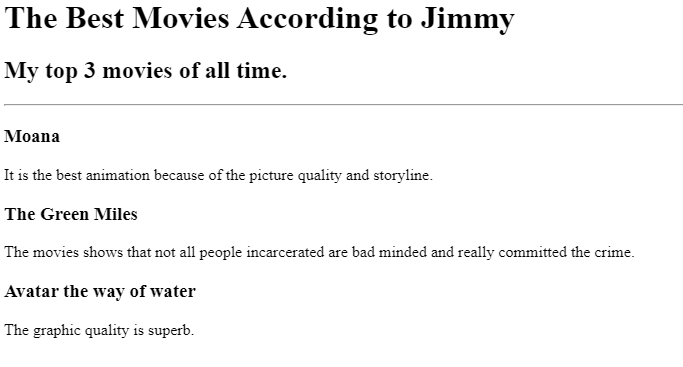 The Best Movies According to Jimmy
My top 3 movies of all time.
Moana
It is the best animation because of the picture quality and storyline.
The Green Miles
The movies shows that not all people incarcerated are bad minded and really committed the crime.
Avatar the way of water
The graphic quality is superb.